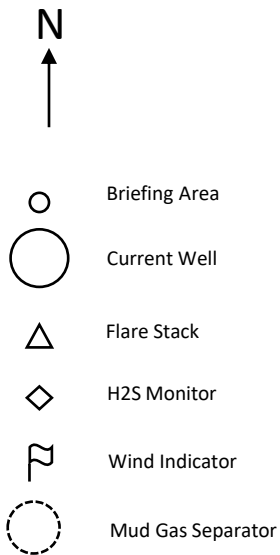 N
Briefing Area
Current Well
Flare Stack
H2S Monitor
Wind Indicator
Mud Gas Separator